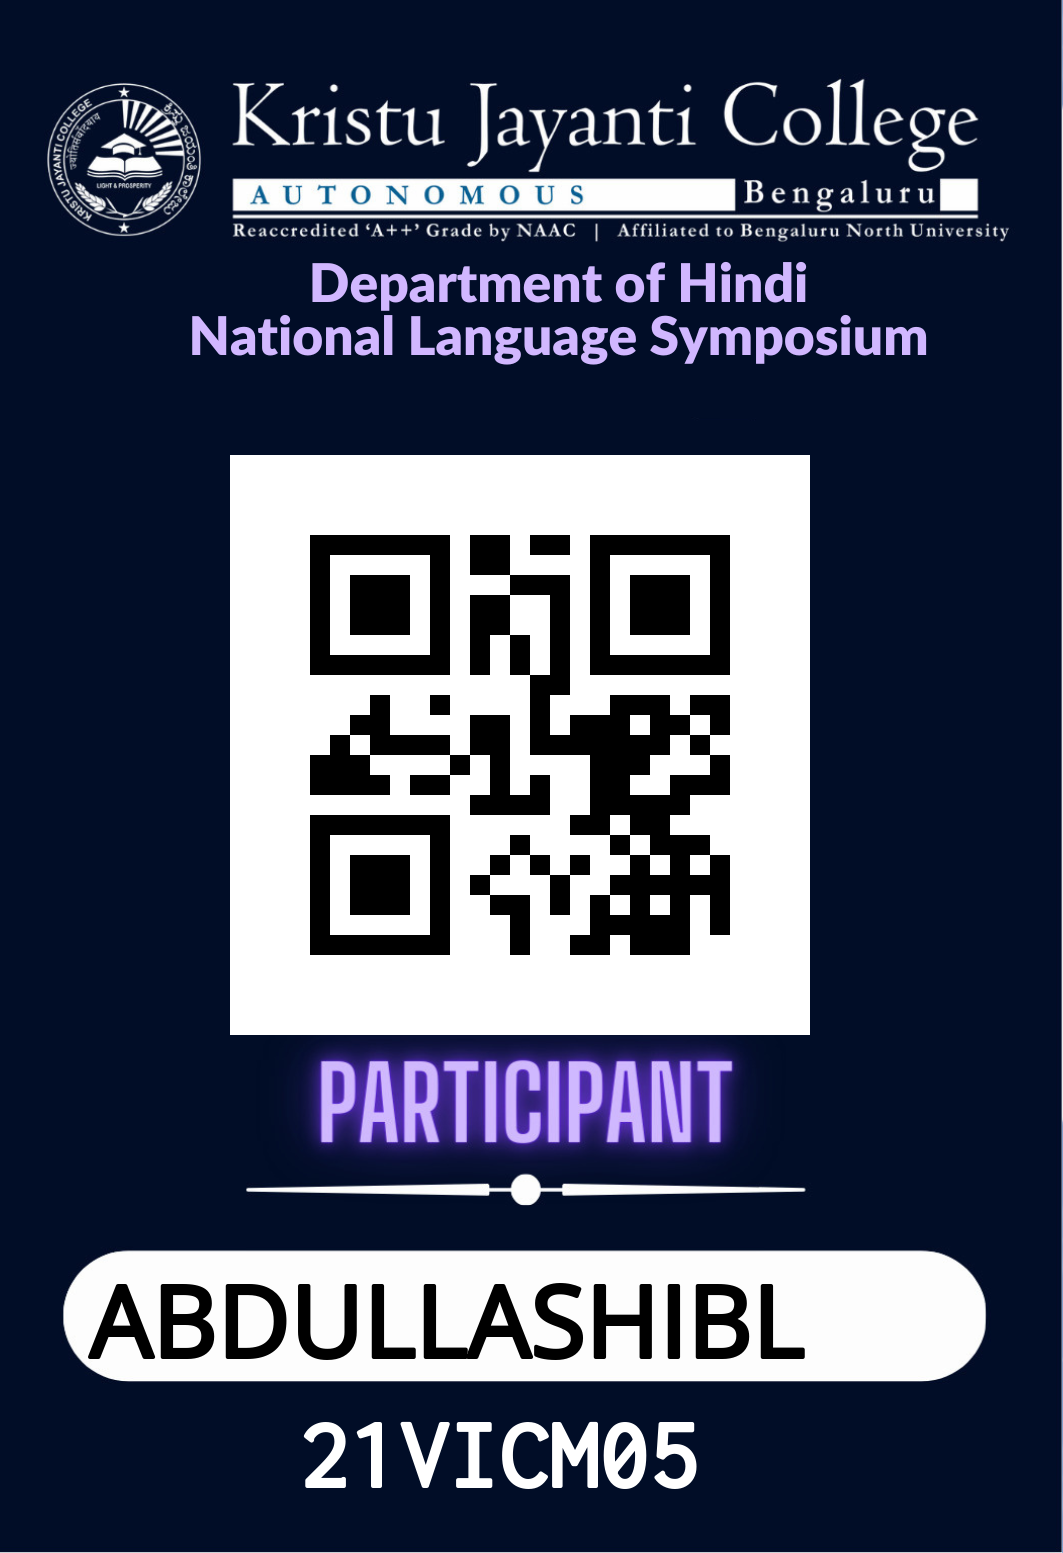 KRISTU JAYANTI COLLEGE
LIGHT & PROSPERITY
Kristu Jayanti College
AUTONOMOUS Bengaluru
Reaccredited ‘A++’ Grade by NAAC | Affiliated to Bengaluru North University
Department of Hindi
National Language Symposium
PARTICIPANT
ABDULLASHIBL
21VICM05